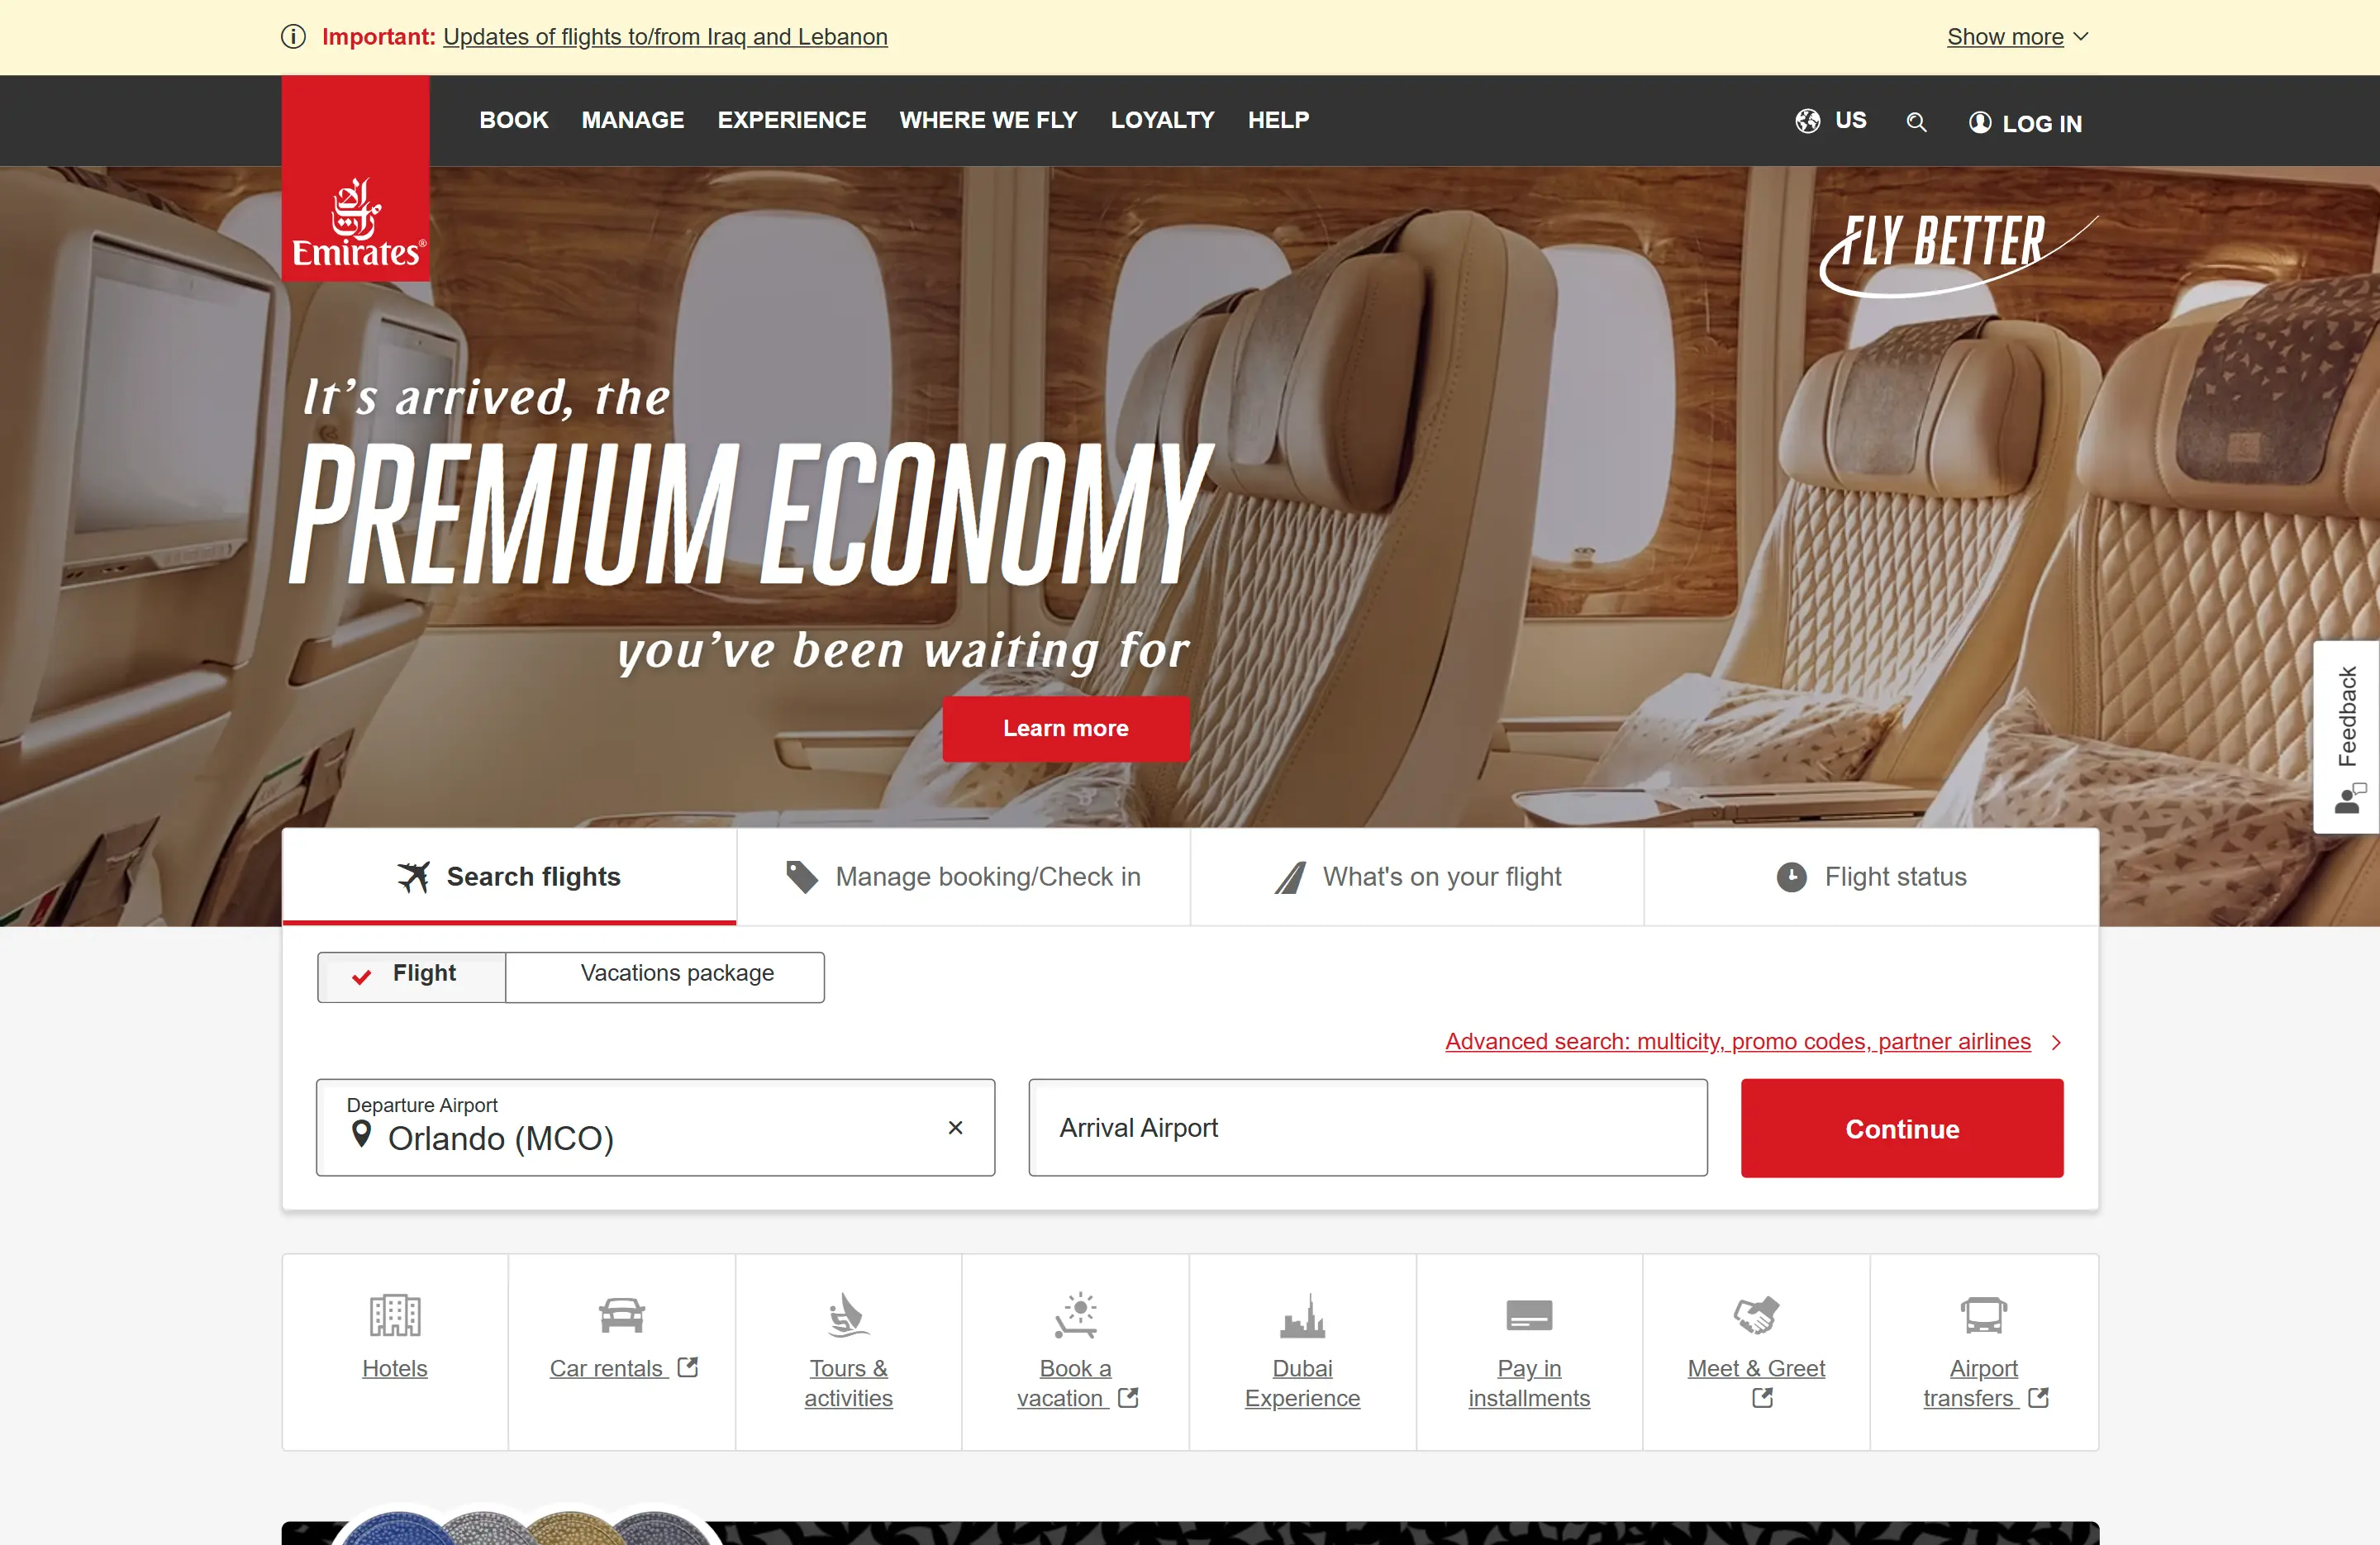 Important: Updates of flights to/from Iraq and Lebanon
Show more
BOOK
MANAGE
EXPERIENCE
WHERE WE FLY
LOYALTY
HELP
US
LOG IN
Emirates®
FLY BETTER
It's arrived, the
PREMIUM ECONOMY
you've been waiting for
Learn more
Feedback
Search flights
Manage booking/Check in
What's on your flight
Flight status
Flight
Vacations package
Advanced search: multicity, promo codes, partner airlines
Departure Airport
Orlando (MCO)
Arrival Airport
Continue
Hotels
Car rentals
Tours &
activities
Book a
vacation
Dubai
Experience
Pay in
installments
Meet & Greet
Airport
transfers